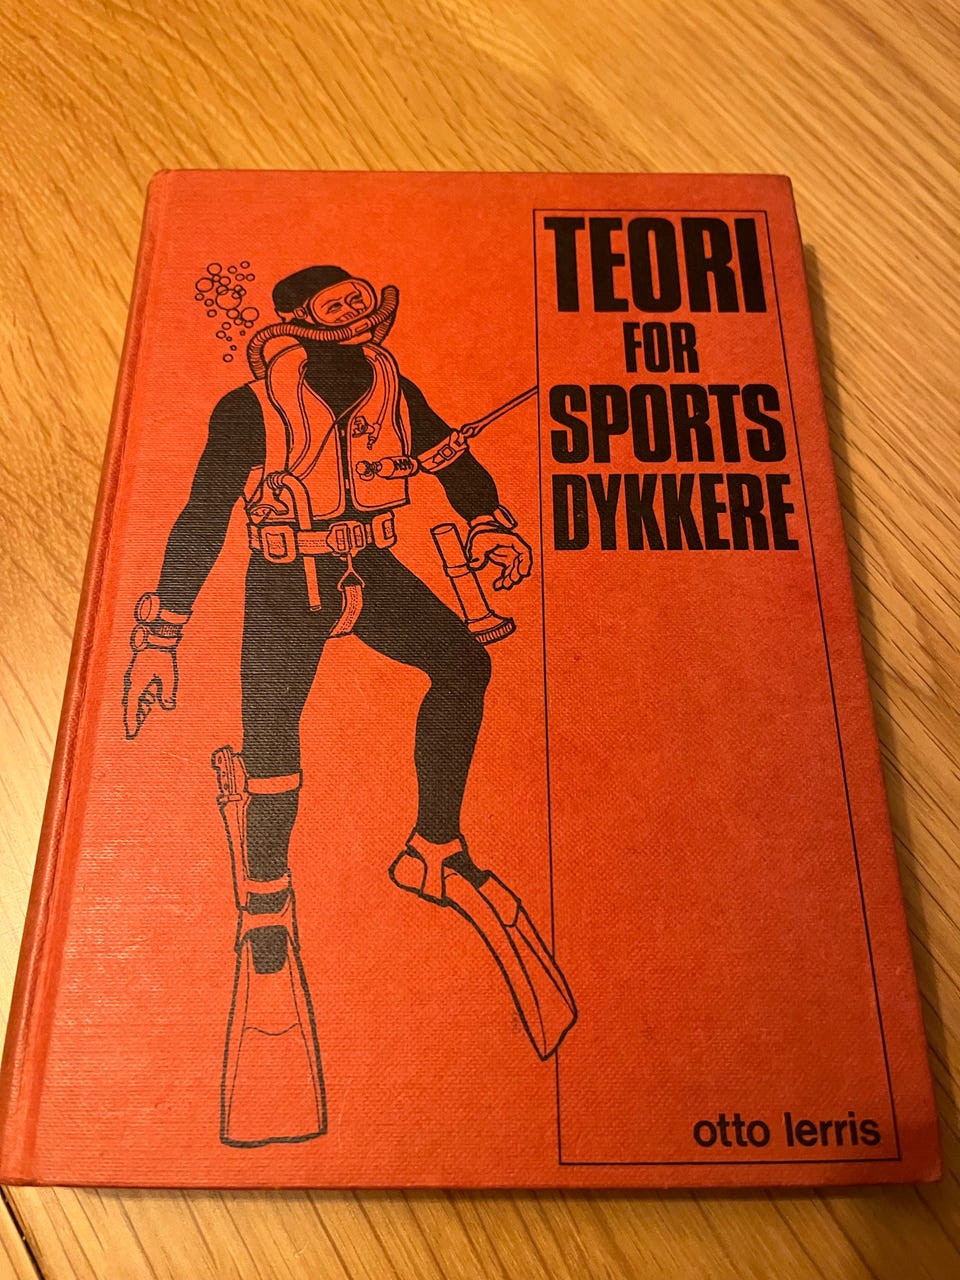 TEORI
FOR
SPORTS
DYKKERE
otto lerris